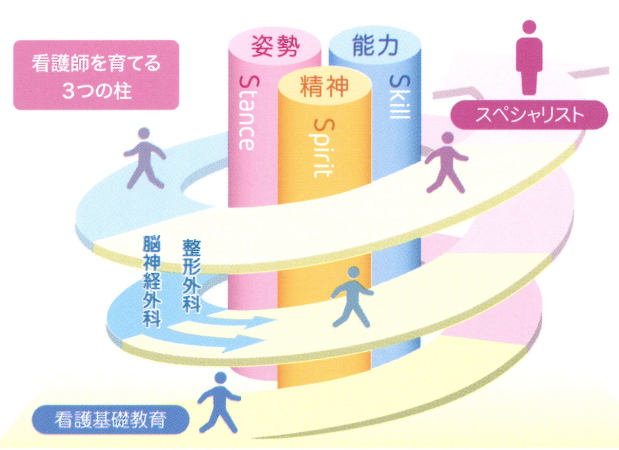 看護師を育てる
3つの柱
姿勢
Stance
精神
Spirit
能力
Skill
スペシャリスト
脳神経外科
整形外科
看護基礎教育